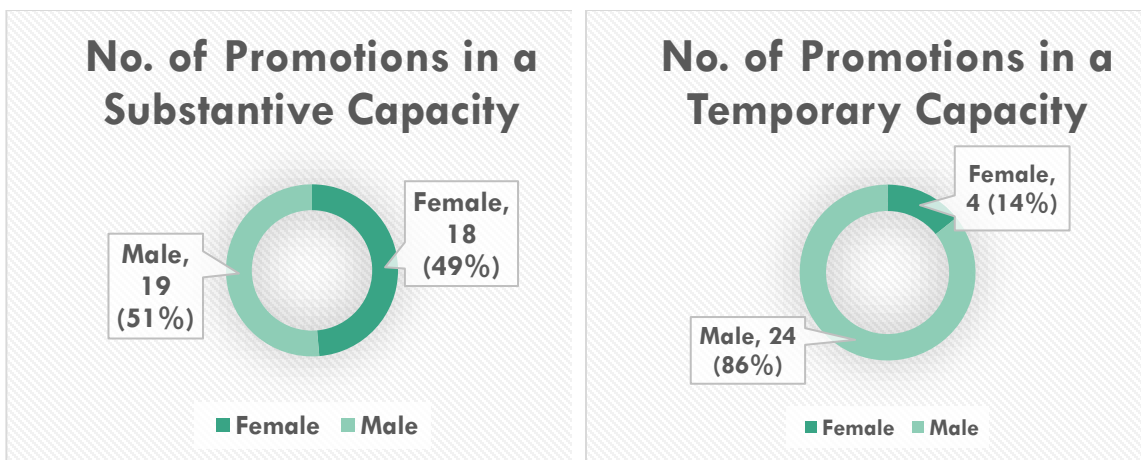 No. of Promotions in a
Substantive Capacity
Female,
18
(49%)
Male,
19
(51%)
Female Male
No. of Promotions in a
Temporary Capacity
Female,
4 (14%)
Male, 24
(86%)
Female Male